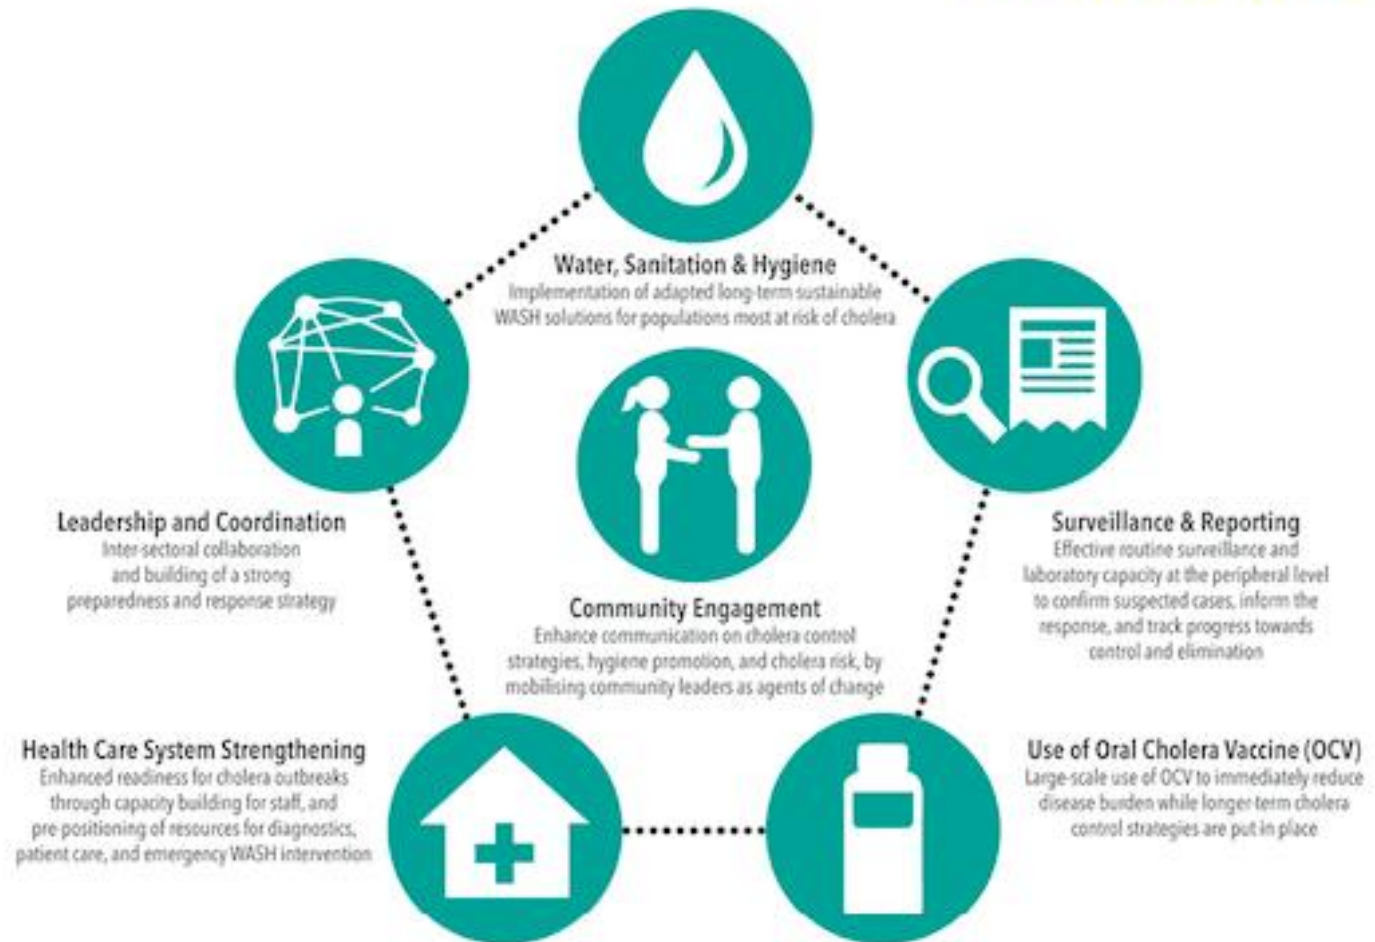 Water, Sanitation & Hygiene
Implementation of adapted long-term sustainable
WASH solutions for populations most at risk of cholera
Leadership and Coordination
Inter-sectoral collaboration
and building of a strong
preparedness and response strategy
Surveillance & Reporting
Effective routine surveillance and
laboratory capacity at the peripheral level
to confirm suspected cases, inform the
response, and track progress towards
control and elimination
Community Engagement
Enhance communication on cholera control
strategies, hygiene promotion, and cholera risk, by
mobilising community leaders as agents of change
Health Care System Strengthening
Enhanced readiness for cholera outbreaks
through capacity building for staff, and
pre-positioning of resources for diagnostics,
patient care, and emergency WASH intervention
Use of Oral Cholera Vaccine (OCV)
Large-scale use of OCV to immediately reduce
disease burden while longer-term cholera
control strategies are put in place